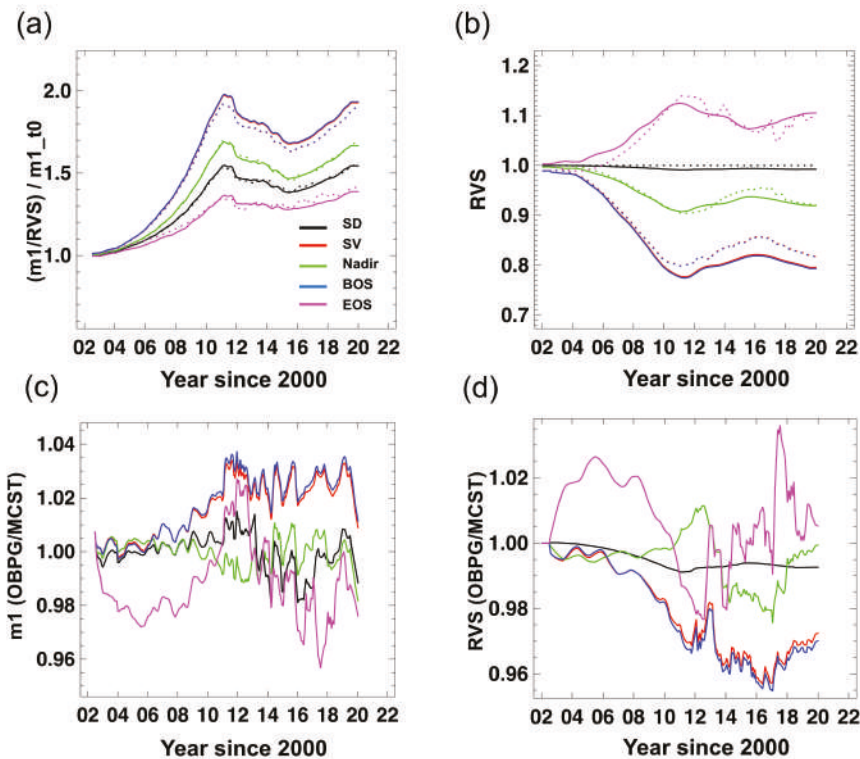 (a)
(m1/RVS) / m1_t0
2.0
1.5
1.0
SD
SV
Nadir
BOS
EOS
02 04 06 08 10 12 14 16 18 20 22
Year since 2000
(b)
RVS
1.2
1.1
1.0
0.9
0.8
0.7
02 04 06 08 10 12 14 16 18 20 22
Year since 2000
(c)
m1 (OBPG/MCST)
1.04
1.02
1.00
0.98
0.96
02 04 06 08 10 12 14 16 18 20 22
Year since 2000
(d)
RVS (OBPG/MCST)
1.02
1.00
0.98
0.96
02 04 06 08 10 12 14 16 18 20 22
Year since 2000